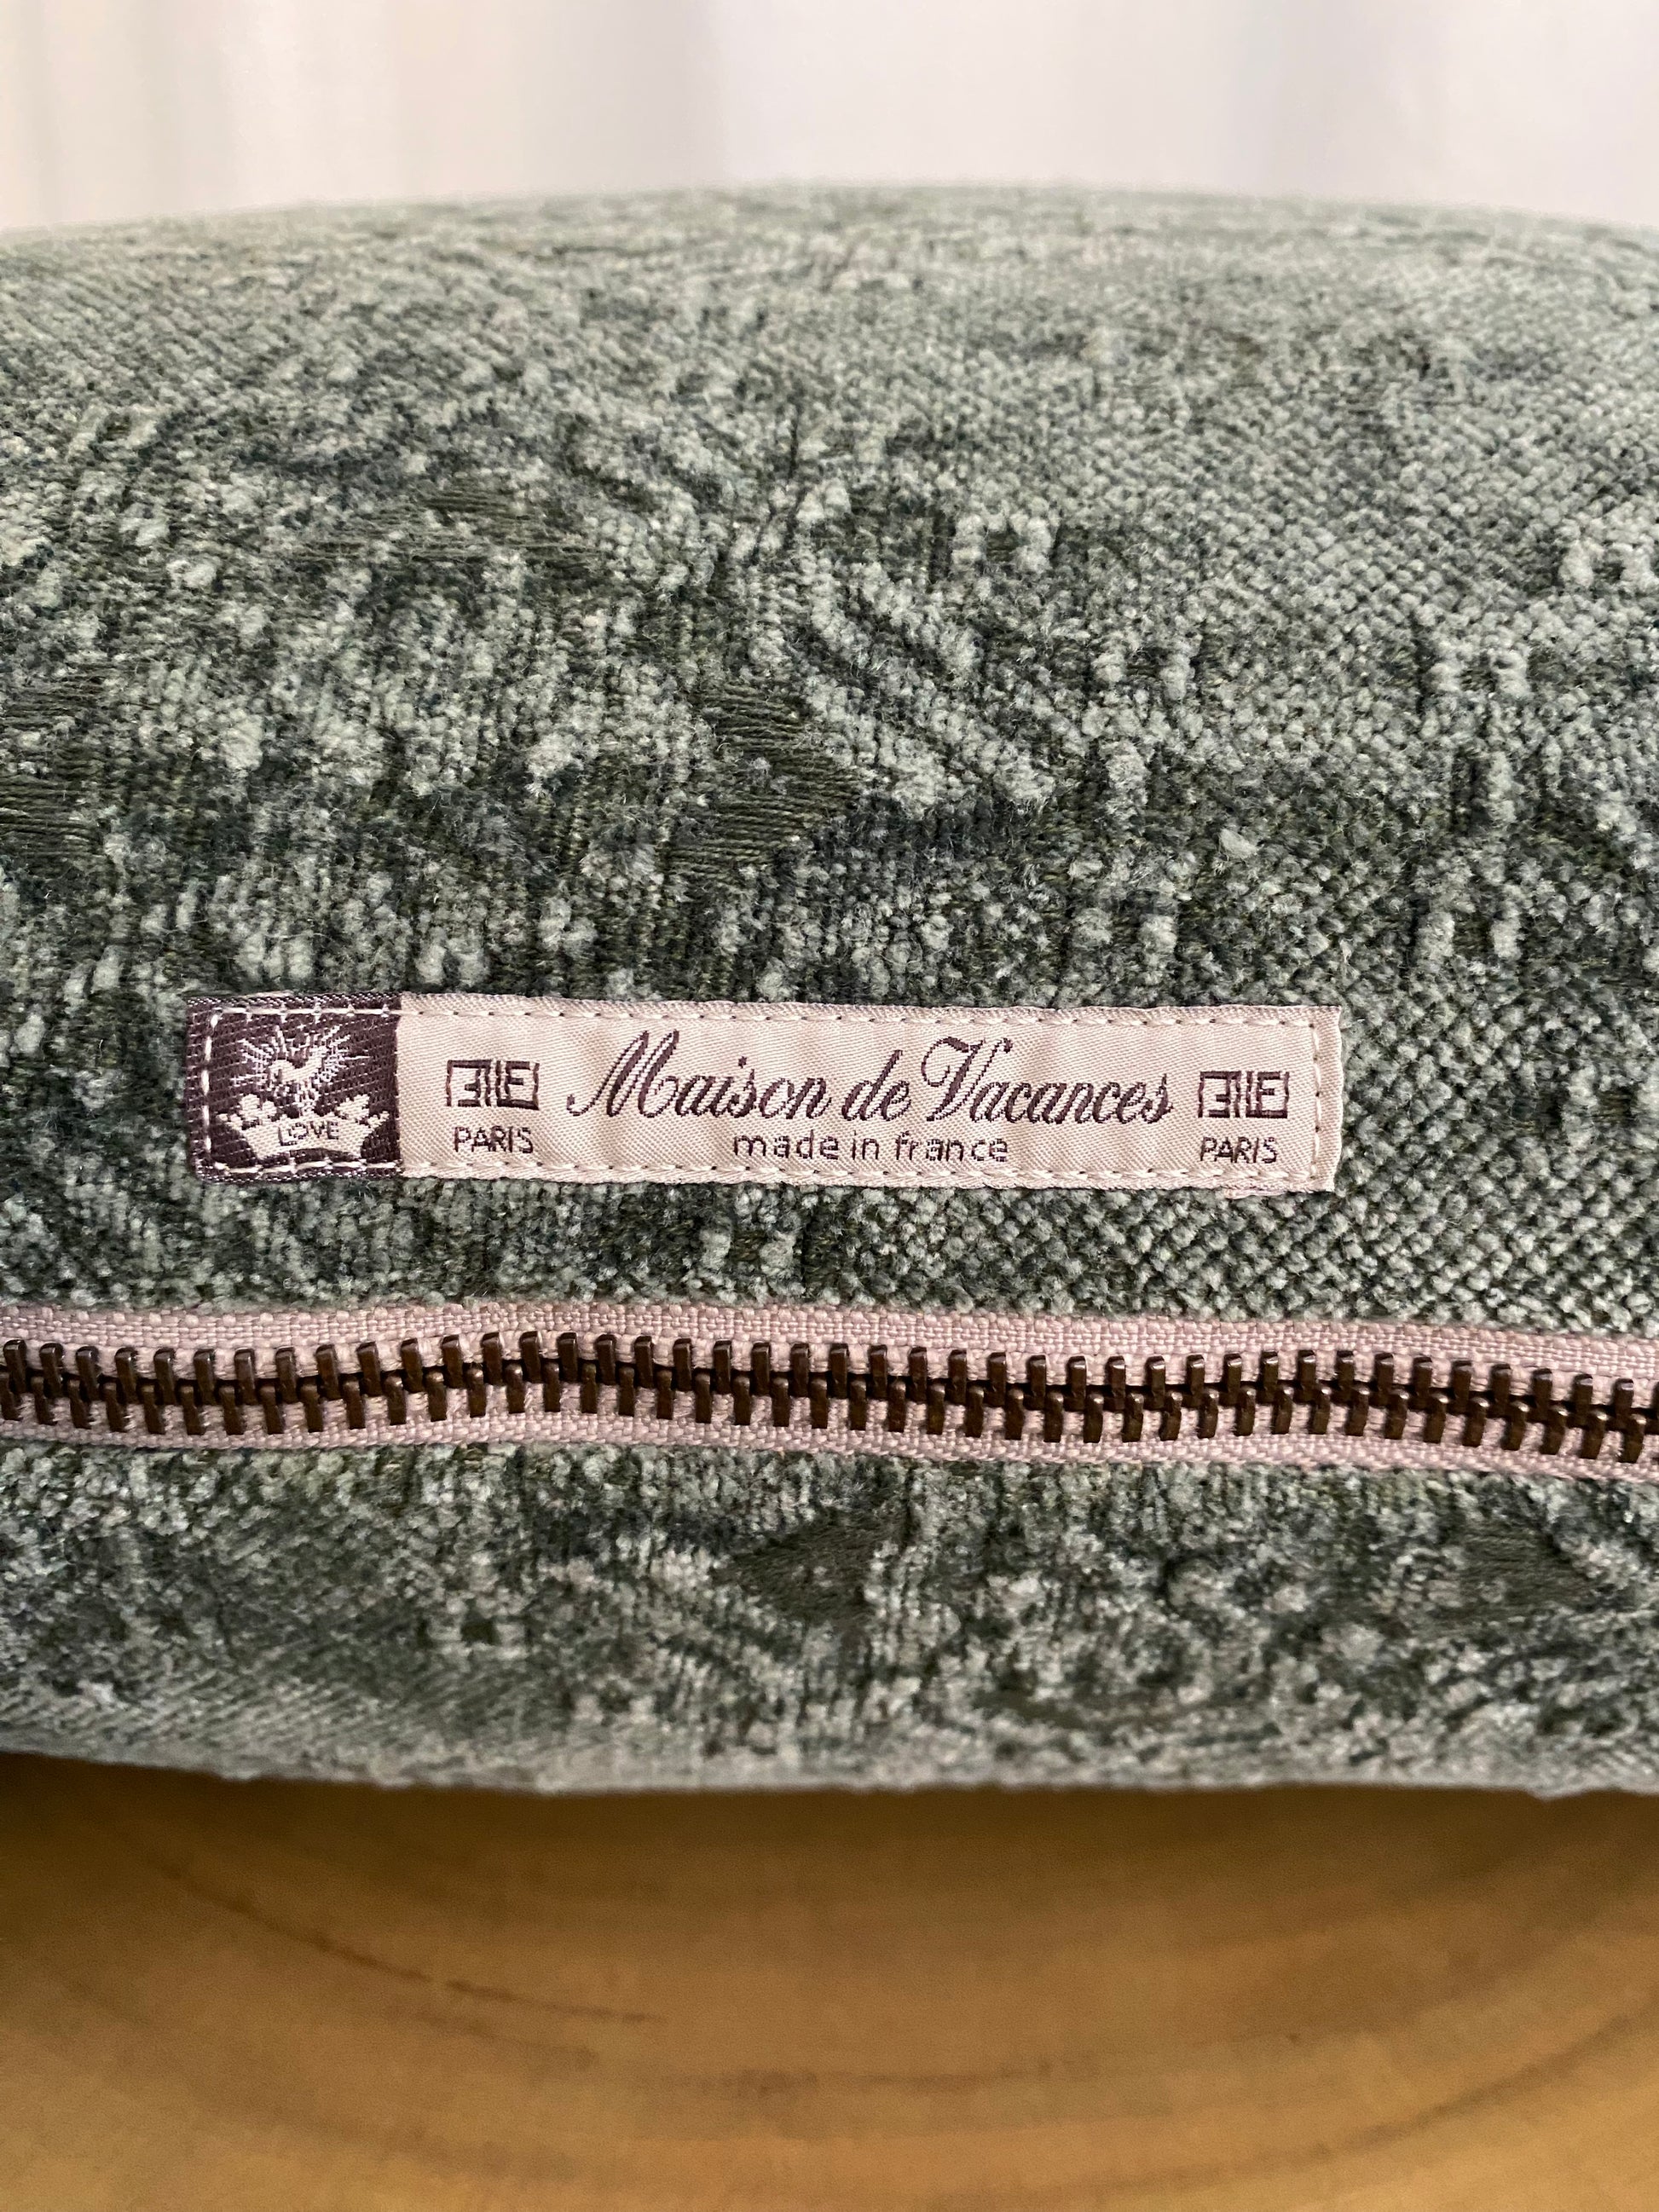 LOVE
PARIS
Maison de Vacances
made in france
PARIS